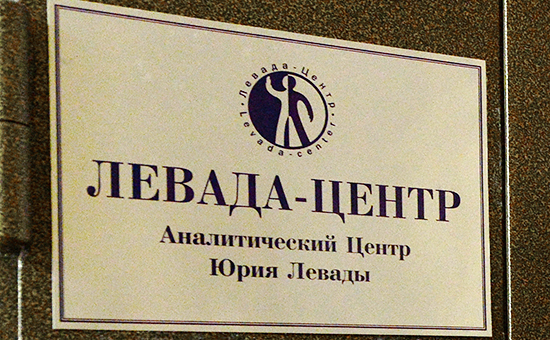 Левада-Центр
Levada-center
ЛЕВАДА-ЦЕНТР
Аналитический Центр
Юрия Левады